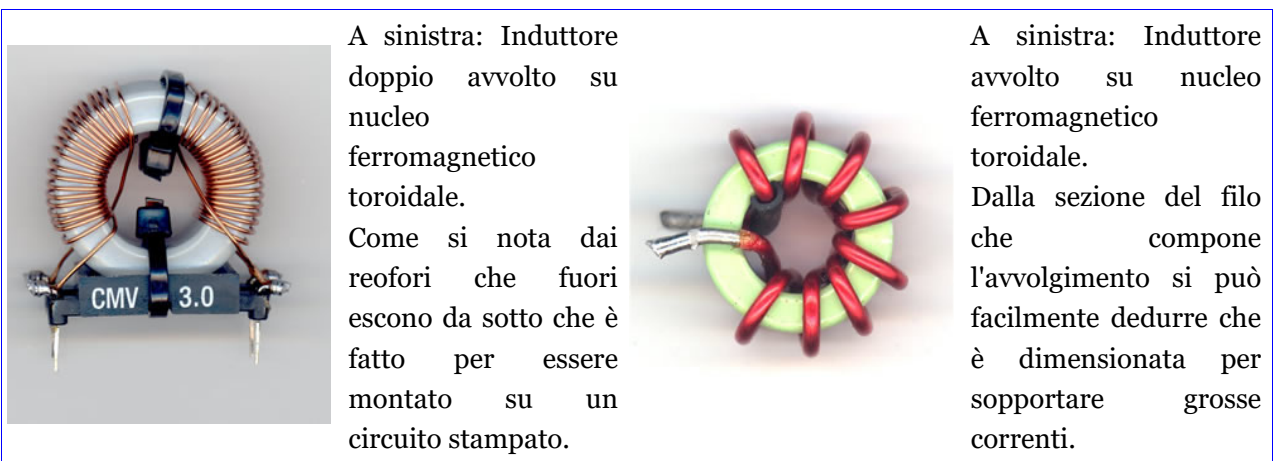 A sinistra: Induttore
doppio avvolto su
nucleo
ferromagnetico
toroidale.
Come si nota dai
reofori che fuori
escono da sotto che è
fatto per essere
montato su un
circuito stampato.
CMV 3.0
A sinistra: Induttore
avvolto su nucleo
ferromagnetico
toroidale.
Dalla sezione del filo
che compone
l'avvolgimento si può
facilmente dedurre che
è dimensionata per
sopportare grosse
correnti.